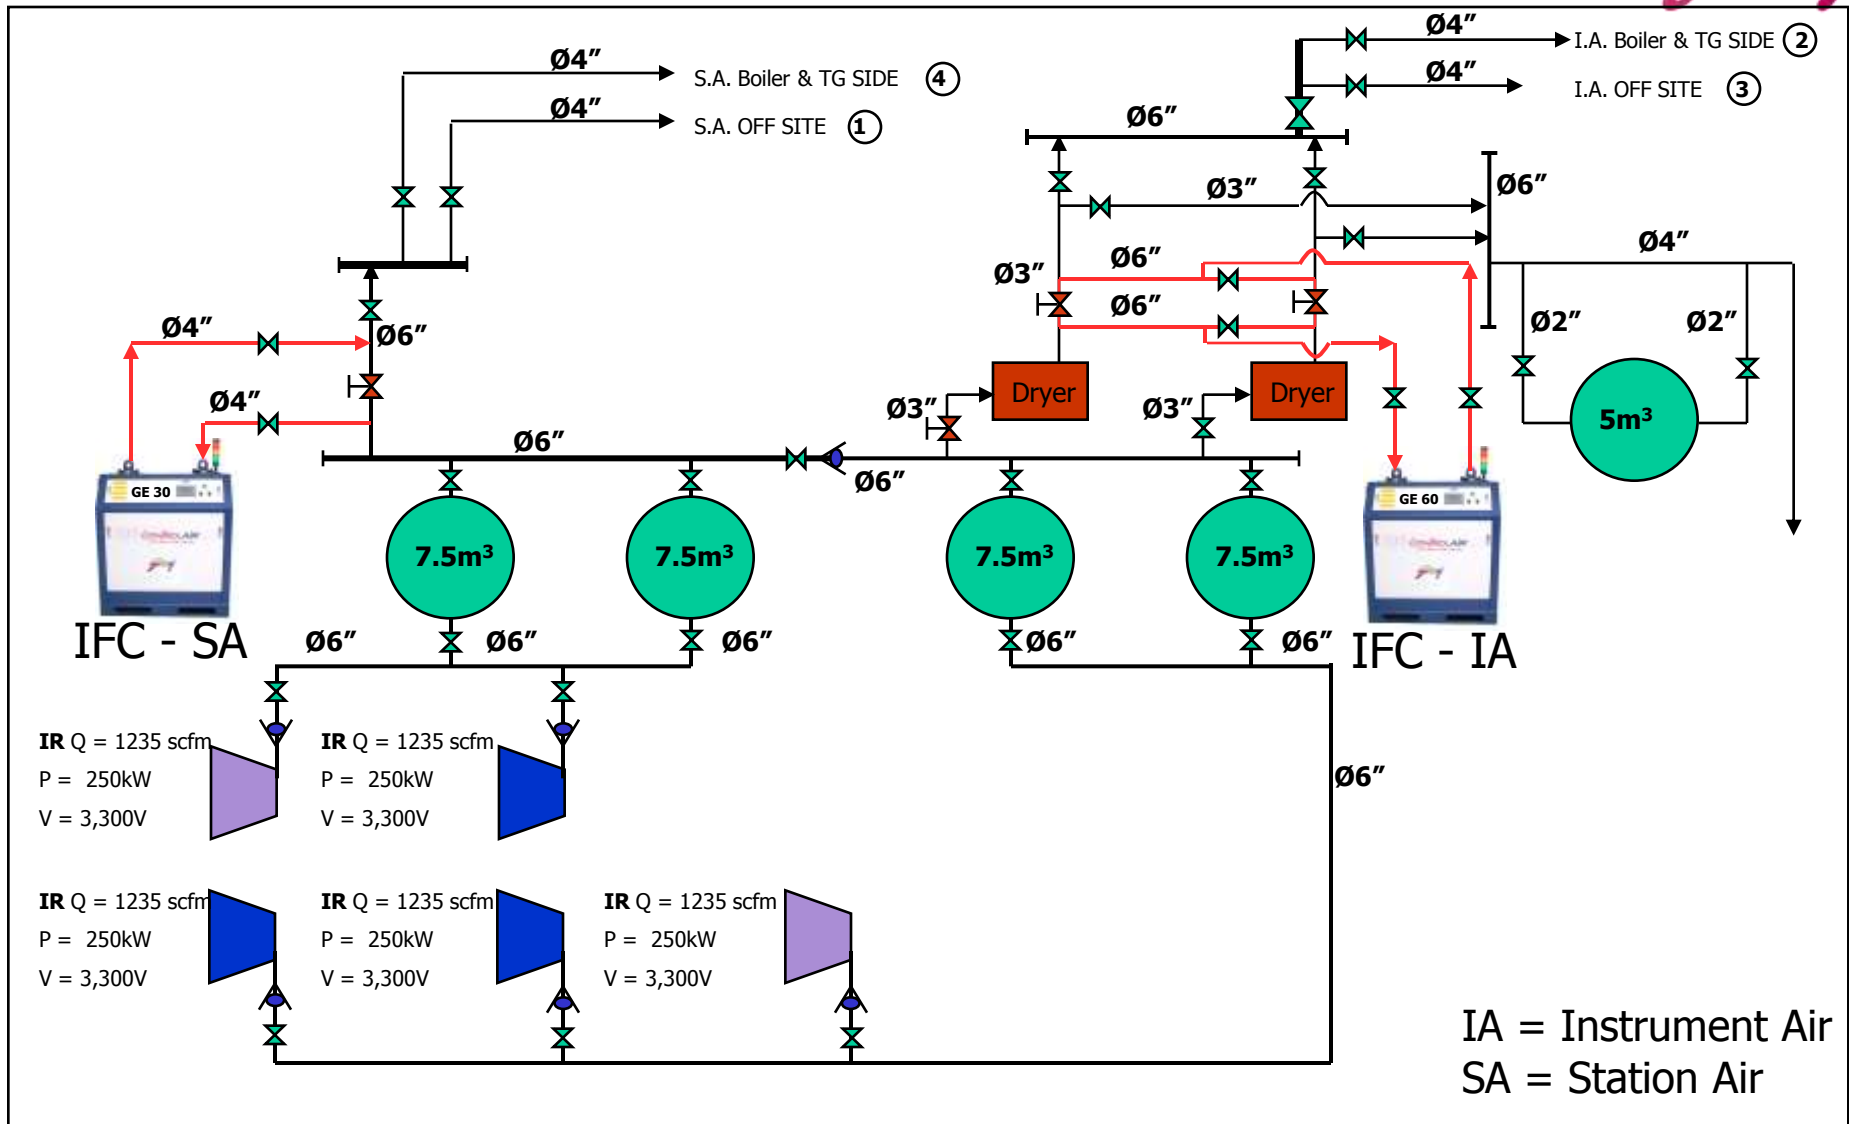 Ø4”
I.A. Boiler & TG SIDE 2
Ø4”
S.A. Boiler & TG SIDE 4
Ø4”
I.A. OFF SITE 3
Ø4”
S.A. OFF SITE 1
Ø6”
Ø3”
Ø6”
Ø4”
Ø6”
Ø3”
Ø6”
Ø4”
Ø6”
Ø2”
Ø2”
Ø4”
Dryer
Dryer
Ø3”
Ø3”
5m³
Ø6”
Ø6”
GE 30
GE 60
7.5m³
7.5m³
7.5m³
7.5m³
IFC - SA
Ø6”
Ø6”
Ø6”
Ø6”
Ø6”
IFC - IA
IR Q = 1235 scfm
P = 250kW
V = 3,300V
IR Q = 1235 scfm
P = 250kW
V = 3,300V
Ø6”
IR Q = 1235 scfm
P = 250kW
V = 3,300V
IR Q = 1235 scfm
P = 250kW
V = 3,300V
IR Q = 1235 scfm
P = 250kW
V = 3,300V
IA = Instrument Air
SA = Station Air